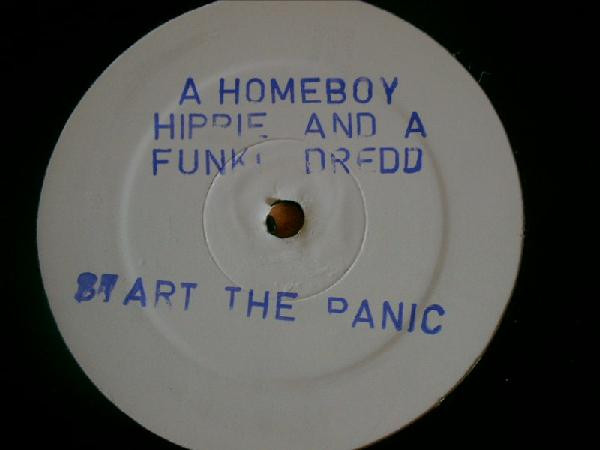 A HOMEBOY
HIPPIE AND A
FUNKI DREDD
START THE PANIC